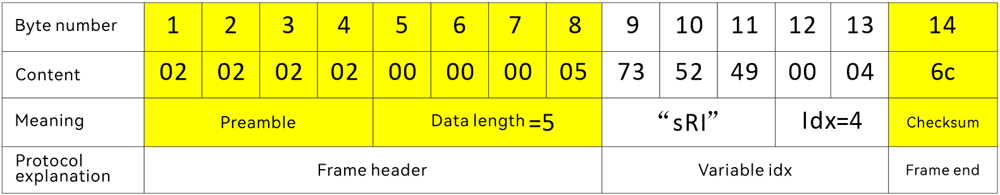 Byte number 1 2 3 4 5 6 7 8 9 10 11 12 13 14
Content 02 02 02 02 00 00 00 05 73 52 49 00 04 6c
Meaning Preamble Data length =5 “sRI” Idx=4 Checksum
Protocol
explanation Frame header Variable idx Frame end